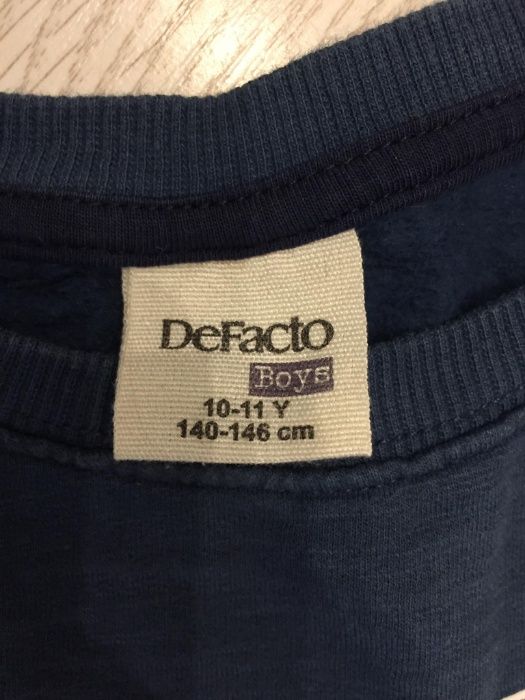 DeFacto
Boys
10-11 Y
140-146 cm